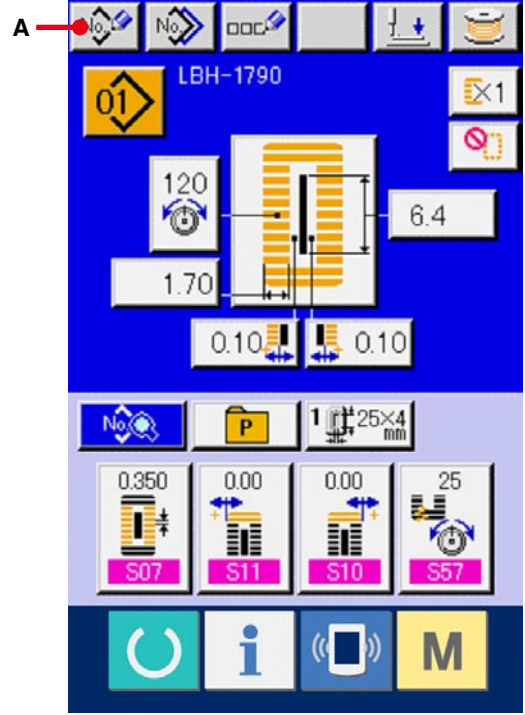 A
No.
No.
LBH-1790
01
×1
120
6.4
1.70
0.10
0.10
No.
P
1
25×4
mm
0.350
0.00
0.00
25
S07
S11
S10
S57
i
M